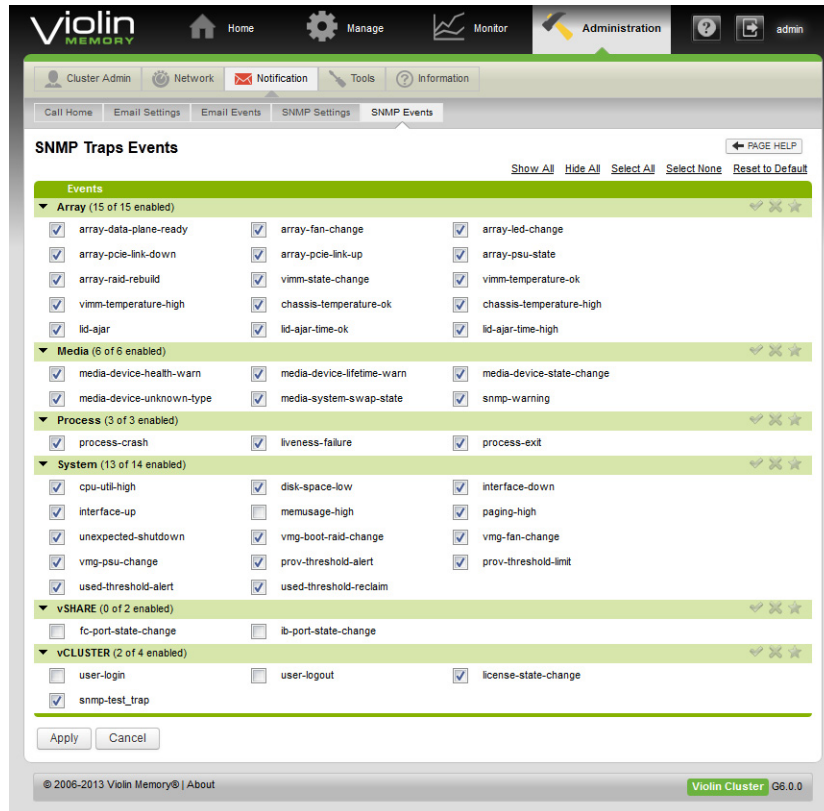 Violin
MEMORY
Home
Manage
Monitor
Administration
?
admin
Cluster Admin
Network
Notification
Tools
? Information
Call Home
Email Settings
Email Events
SNMP Settings
SNMP Events
SNMP Traps Events
PAGE HELP
Show All Hide All Select All Select None Reset to Default
Events
Array (15 of 15 enabled)
array-data-plane-ready array-fan-change array-led-change
array-pcie-link-down array-pcie-link-up array-psu-state
array-raid-rebuild vimm-state-change vimm-temperature-ok
vimm-temperature-high chassis-temperature-ok chassis-temperature-high
lid-ajar lid-ajar-time-ok lid-ajar-time-high
Media (6 of 6 enabled)
media-device-health-warn media-device-lifetime-warn media-device-state-change
media-device-unknown-type media-system-swap-state snmp-warning
Process (3 of 3 enabled)
process-crash liveness-failure process-exit
System (13 of 14 enabled)
cpu-util-high disk-space-low interface-down
interface-up memusage-high paging-high
unexpected-shutdown vmg-boot-raid-change vmg-fan-change
vmg-psu-change prov-threshold-alert prov-threshold-limit
used-threshold-alert used-threshold-reclaim
vSHARE (0 of 2 enabled)
fc-port-state-change ib-port-state-change
vCLUSTER (2 of 4 enabled)
user-login user-logout license-state-change
snmp-test_trap
Apply Cancel
© 2006-2013 Violin Memory® | About
Violin Cluster G6.0.0